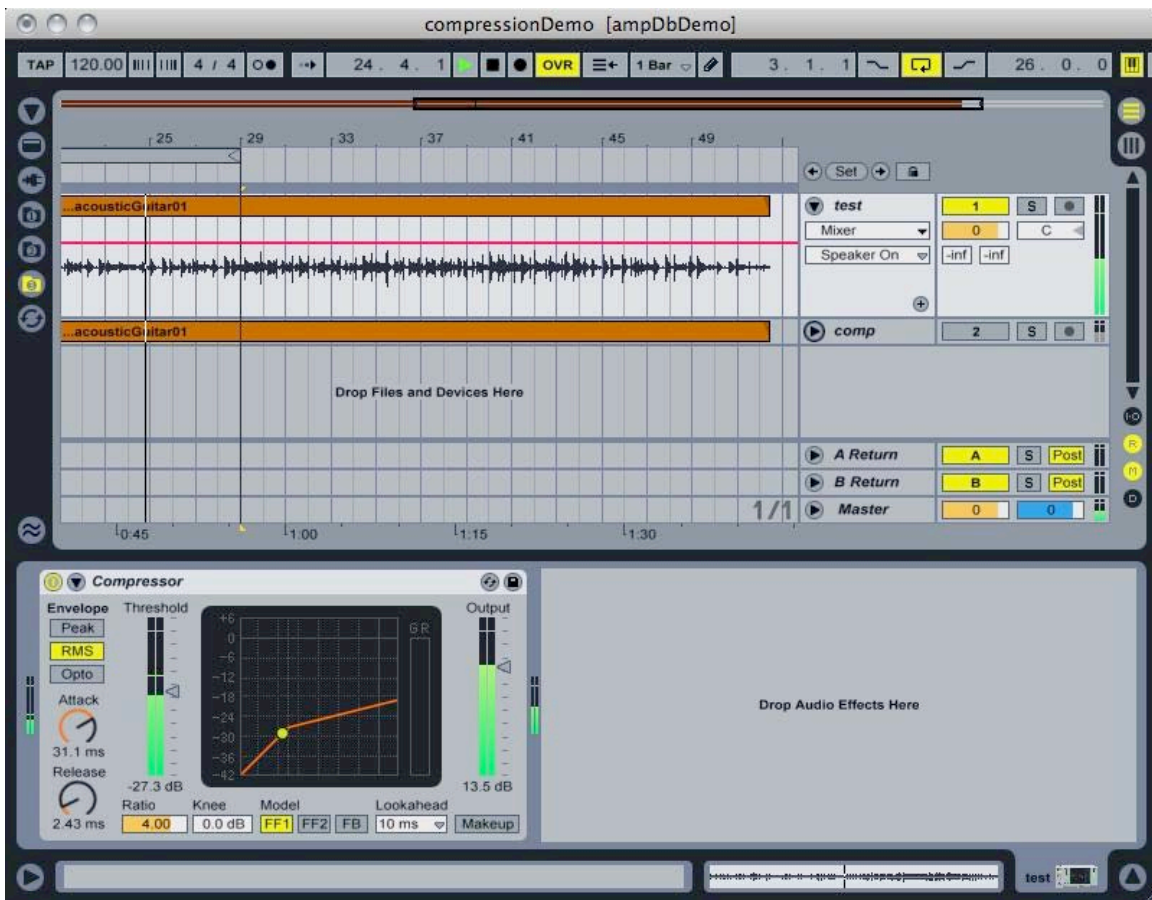 compressionDemo [ampDbDemo]
TAP 120.00 4 / 4 24. 4. 1 OVR 1 Bar 3. 1. 1 26. 0. 0
25 29 33 37 41 45 49
Set
...acousticGuitar01
test 1 S
Mixer 0 C
Speaker On -inf -inf
...acousticGuitar01
comp 2 S
Drop Files and Devices Here
A Return A S Post
B Return B S Post
1/1 Master 0 0
0:45 1:00 1:15 1:30
I·O
R
M
D
Compressor
Envelope Threshold Output
Peak
RMS
Opto
Attack
31.1 ms
Release
2.43 ms
-27.3 dB
+6
0
-6
-12
-18
-24
-30
-36
-42
GR
13.5 dB
Ratio Knee Model Lookahead
4.00 0.0 dB FF1 FF2 FB 10 ms Makeup
Drop Audio Effects Here
test